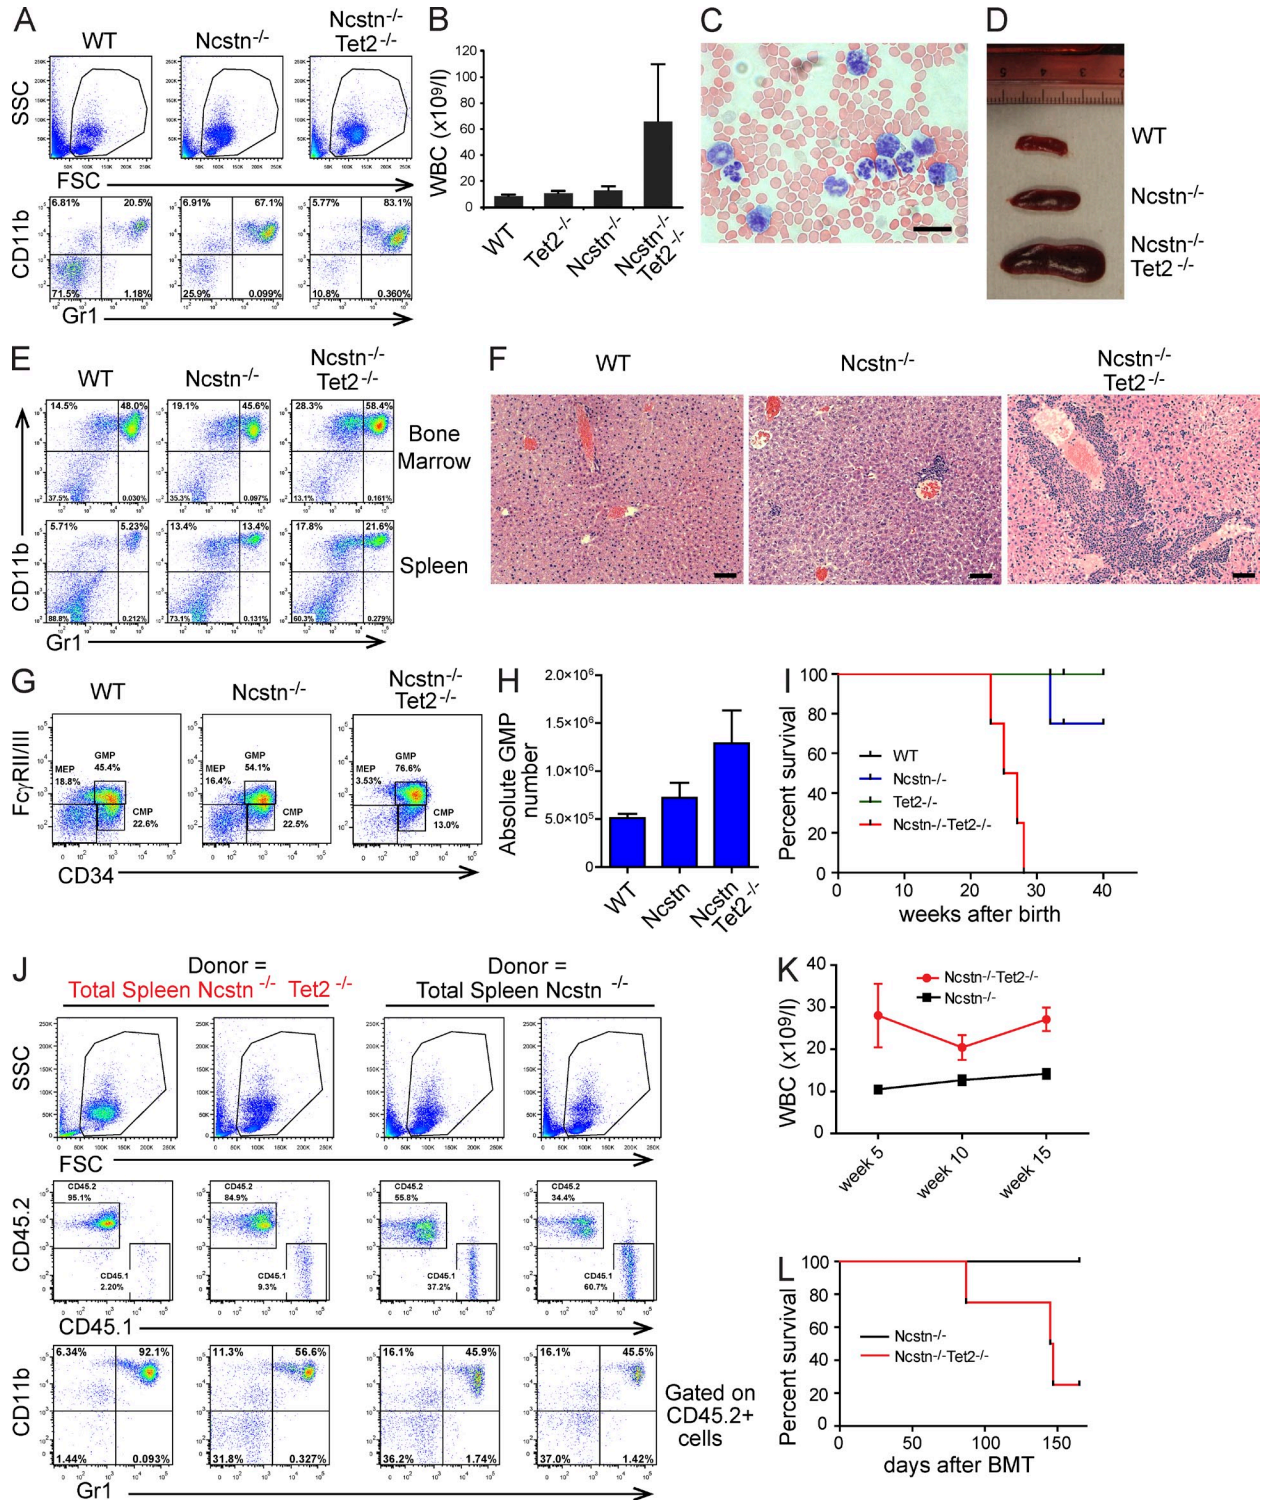 A
WT
Ncstn-/-
Ncstn-/-
Tet2-/-
SSC
FSC
6.81% 20.5%
71.5% 1.18%
6.91% 67.1%
25.9% 0.099%
5.77% 83.1%
10.8% 0.360%
CD11b
Gr1
B
WBC (x10⁹/l)
120
100
80
60
40
20
0
WT
Tet2-/-
Ncstn-/-
Ncstn-/-
Tet2-/-
C
D
5 4 3 2
WT
Ncstn-/-
Ncstn-/-
Tet2 -/-
E
WT
Ncstn-/-
Ncstn-/-
Tet2 -/-
14.5% 48.0%
37.5% 0.030%
19.1% 45.6%
35.3% 0.097%
28.3% 58.4%
13.1% 0.161%
Bone
Marrow
5.71% 5.23%
88.8% 0.212%
13.4% 13.4%
73.1% 0.131%
17.8% 21.6%
60.3% 0.279%
Spleen
CD11b
Gr1
F
WT
Ncstn-/-
Ncstn-/-
Tet2-/-
G
WT
Ncstn-/-
Ncstn-/-
Tet2-/-
FcγRII/III
GMP
45.4%
MEP
18.8%
CMP
22.6%
GMP
54.1%
MEP
16.4%
CMP
22.5%
GMP
76.6%
MEP
3.53%
CMP
13.0%
CD34
H
Absolute GMP
number
2.0×10⁶
1.5×10⁶
1.0×10⁶
5.0×10⁵
0
WT
Ncstn
Ncstn
Tet2-/-
I
Percent survival
100
80
60
40
20
0
WT
Ncstn-/-
Tet2-/-
Ncstn-/-Tet2-/-
0 10 20 30 40
weeks after birth
J
Donor =
Total Spleen Ncstn -/- Tet2 -/-
Donor =
Total Spleen Ncstn -/-
SSC
FSC
CD45.2
95.1%
CD45.1
2.20%
CD45.2
84.9%
CD45.1
9.3%
CD45.2
55.8%
CD45.1
37.2%
CD45.2
34.4%
CD45.1
60.7%
CD45.2
CD45.1
6.34% 92.1%
1.44% 0.093%
11.3% 56.6%
31.8% 0.327%
16.1% 45.9%
36.2% 1.74%
16.1% 45.5%
37.0% 1.42%
CD11b
Gr1
Gated on
CD45.2+
cells
K
WBC (x10⁹/l)
40
30
20
10
0
Ncstn-/-Tet2-/-
Ncstn-/-
week 5
week 10
week 15
L
Percent survival
100
80
60
40
20
0
Ncstn-/-
Ncstn-/-Tet2-/-
0 50 100 150
days after BMT